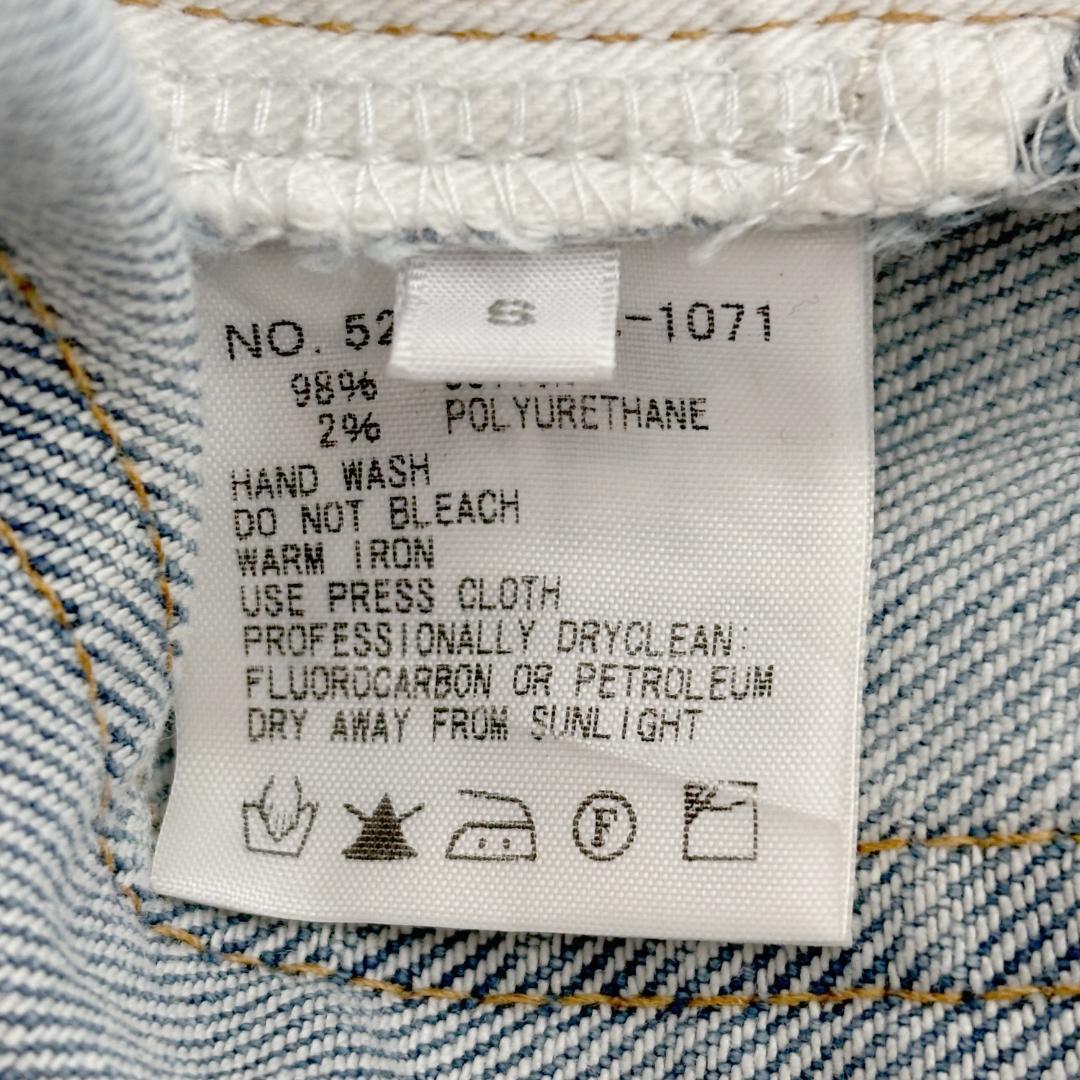 S
NO. 52 -1071
98% COTTON
2% POLYURETHANE
HAND WASH
DO NOT BLEACH
WARM IRON
USE PRESS CLOTH
PROFESSIONALLY DRYCLEAN:
FLUOROCARBON OR PETROLEUM
DRY AWAY FROM SUNLIGHT
F